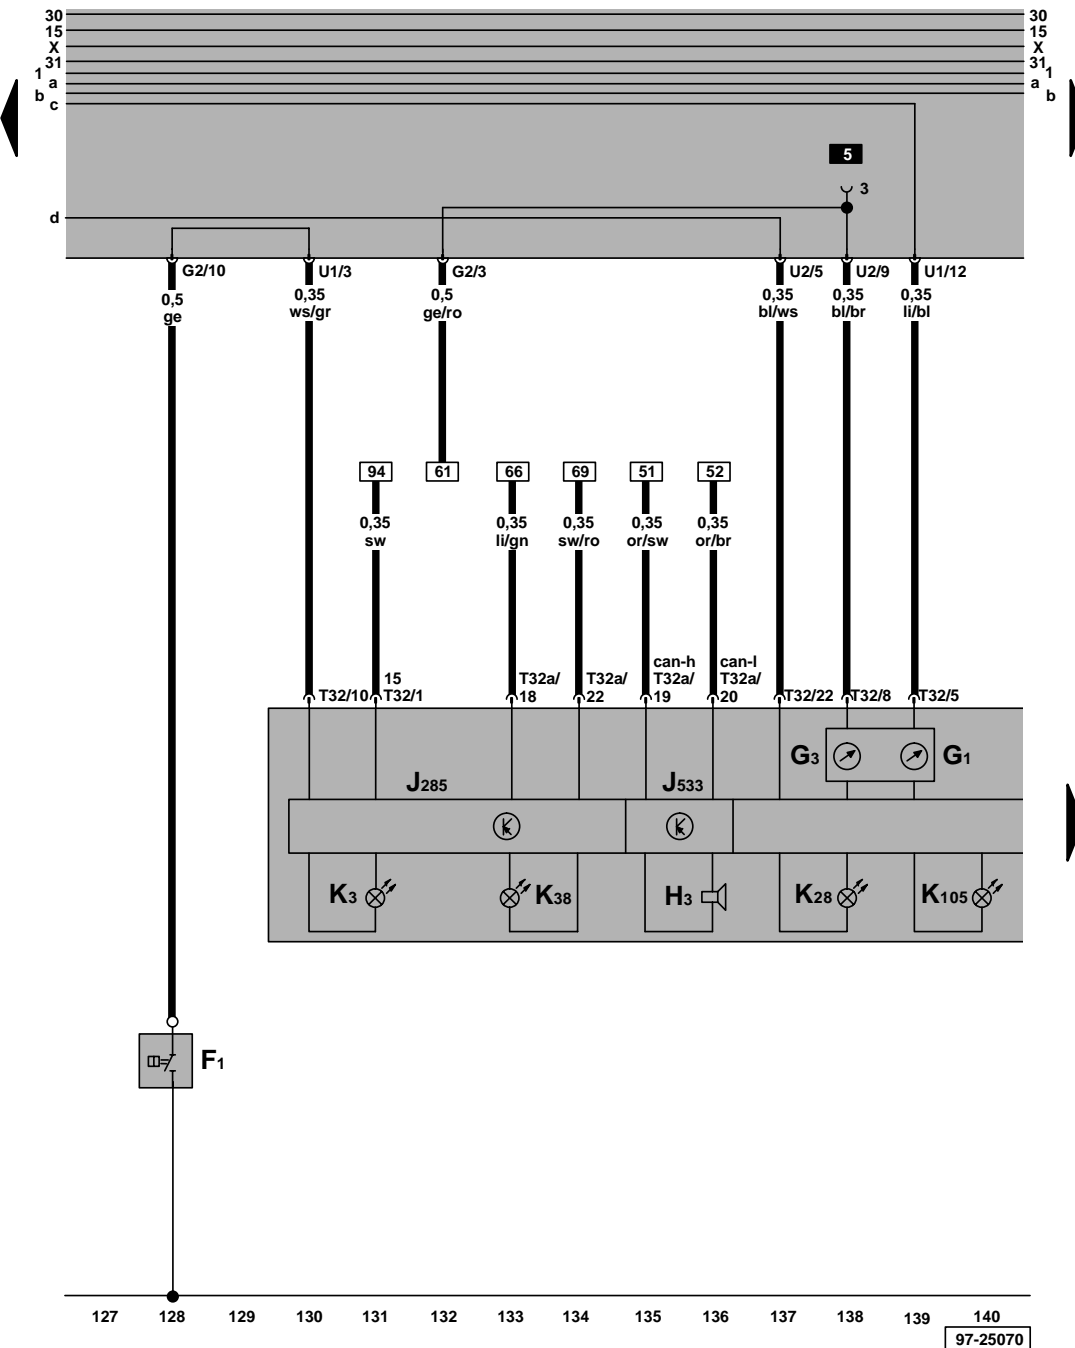 30 30
15 15
X X
31 31
1 1
a a
b b
c
5
3
d
G2/10 U1/3 G2/3 U2/5 U2/9 U1/12
0,5 0,35 0,5 0,35 0,35 0,35
ge ws/gr ge/ro bl/ws bl/br li/bl
94 61 66 69 51 52
0,35 0,35 0,35 0,35 0,35
sw li/gn sw/ro or/sw or/br
can-h can-l
15 T32a/ T32a/ T32a/ T32a/
T32/10 T32/1 18 22 19 20 T32/22 T32/8 T32/5
G3 G1
J285 J533
K3 K38 H3 K28 K105
F1
127 128 129 130 131 132 133 134 135 136 137 138 139 140
97-25070